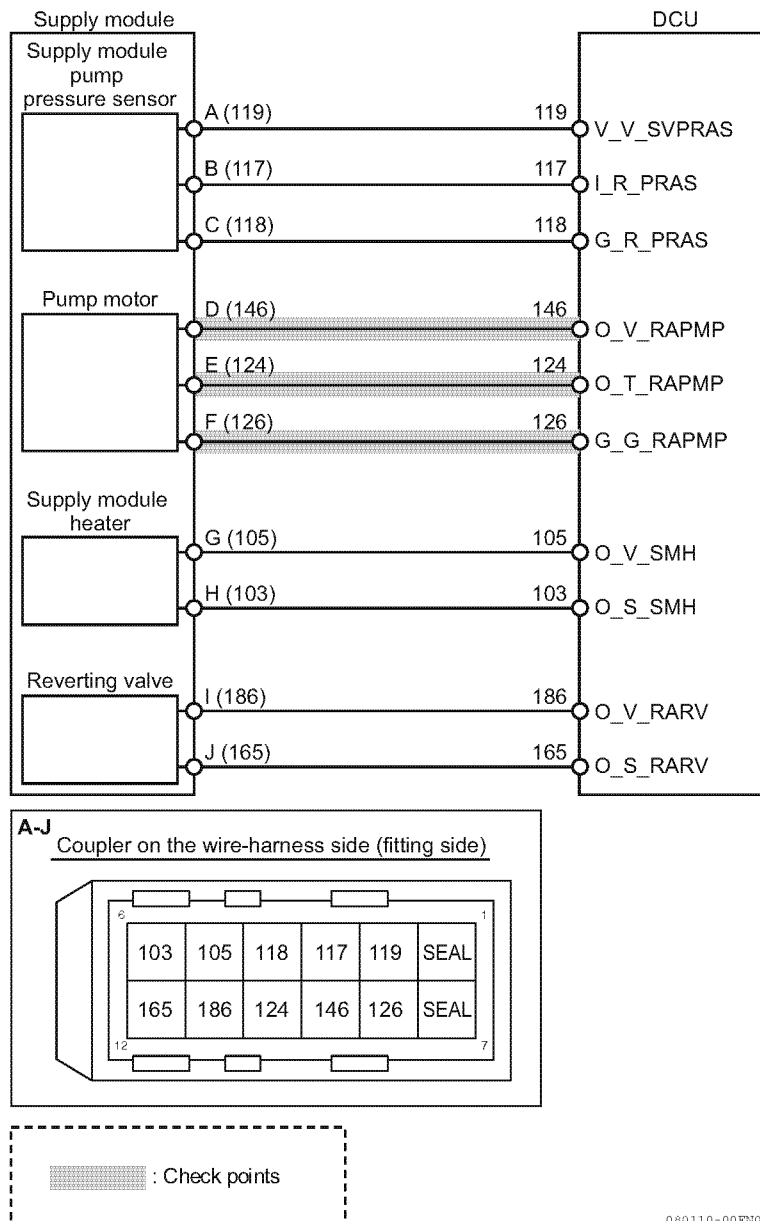 Supply module DCU
Supply module
pump
pressure sensor
A (119) 119 V_V_SVPRAS
B (117) 117 I_R_PRAS
C (118) 118 G_R_PRAS
Pump motor
D (146) 146 O_V_RAPMP
E (124) 124 O_T_RAPMP
F (126) 126 G_G_RAPMP
Supply module
heater
G (105) 105 O_V_SMH
H (103) 103 O_S_SMH
Reverting valve
I (186) 186 O_V_RARV
J (165) 165 O_S_RARV
A-J
Coupler on the wire-harness side (fitting side)
6 1
103 105 118 117 119 SEAL
165 186 124 146 126 SEAL
12 7
: Check points